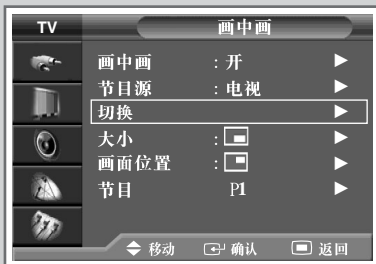 TV 画中画
画中画 : 开
节目源 : 电视
切换
大小 :
画面位置 :
节目 P1
移动 确认 返回